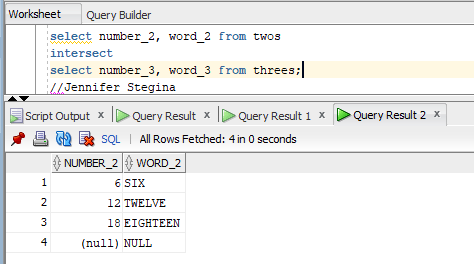 Worksheet Query Builder
select number_2, word_2 from twos
intersect
select number_3, word_3 from threes;
//Jennifer Stegina
Script Output x Query Result x Query Result 1 x Query Result 2 x
SQL | All Rows Fetched: 4 in 0 seconds
NUMBER_2 WORD_2
1 6 SIX
2 12 TWELVE
3 18 EIGHTEEN
4 (null) NULL